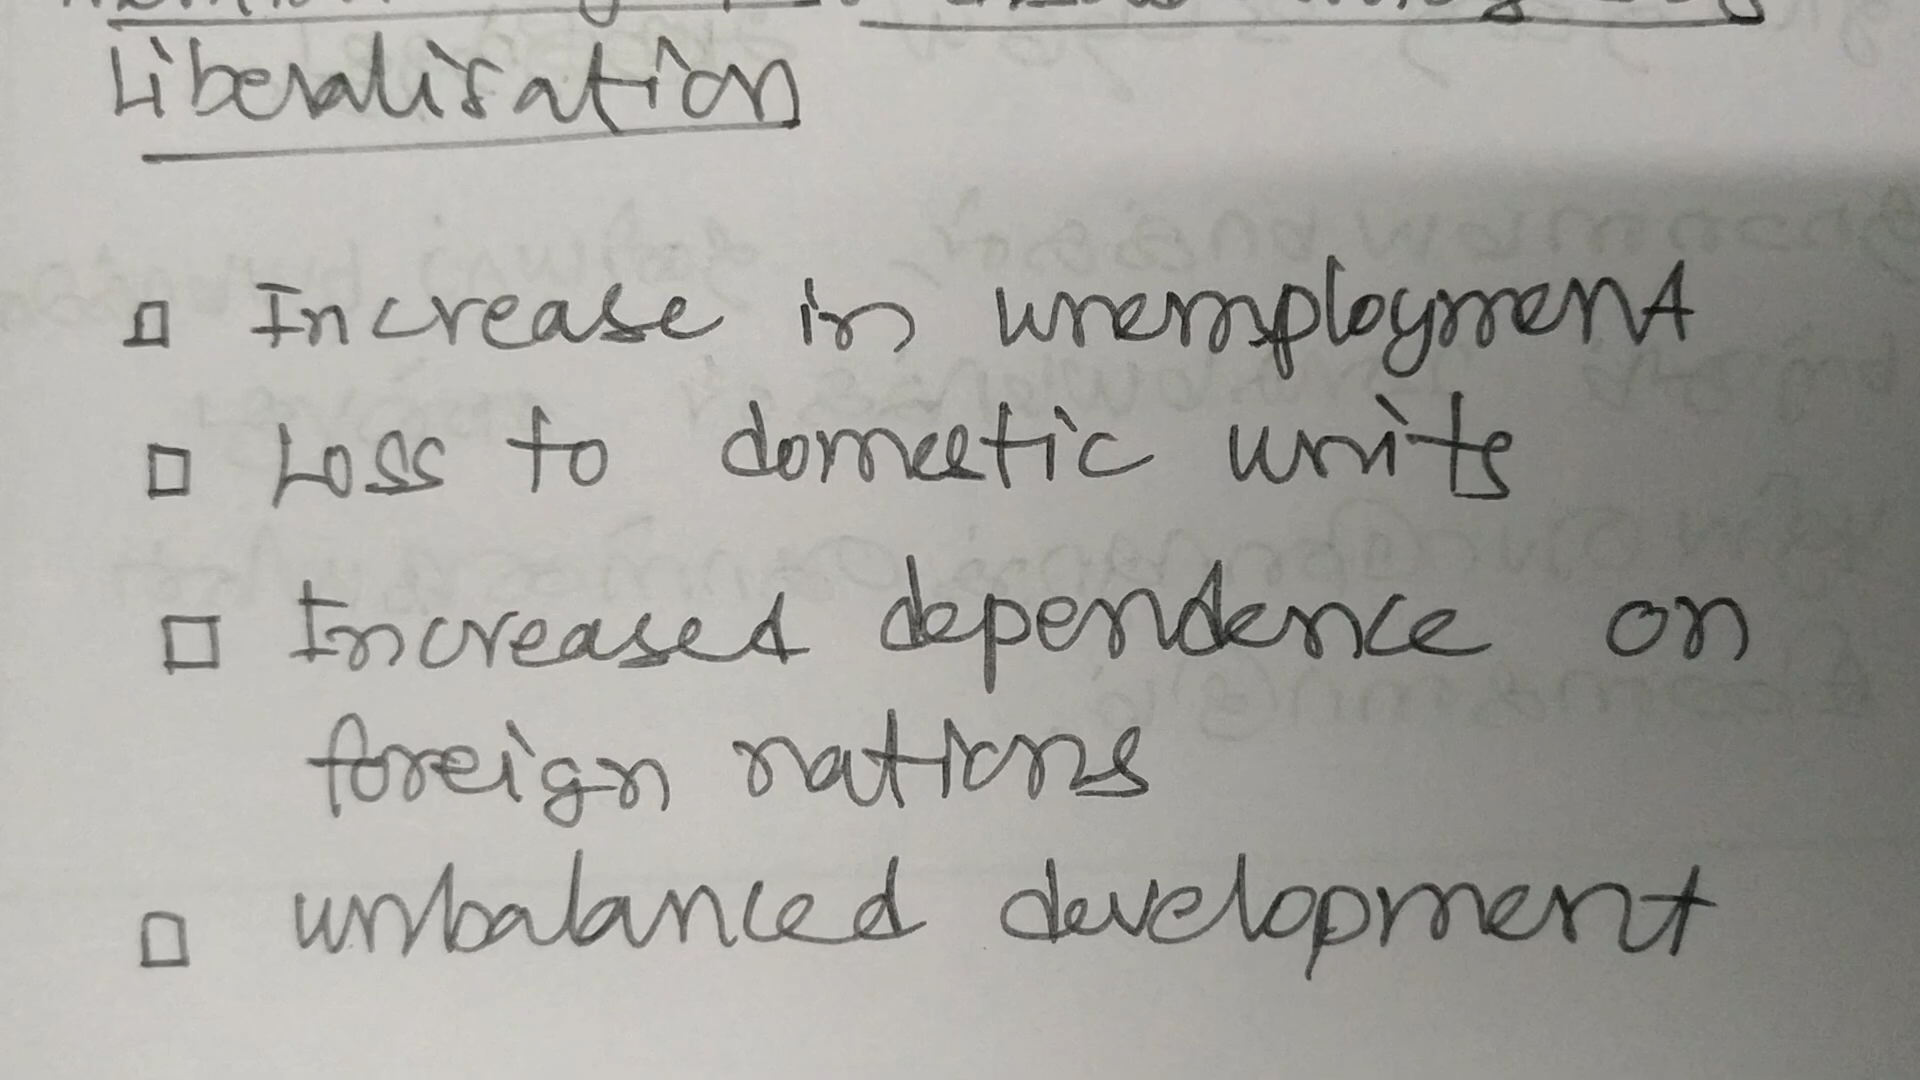 Liberalisation
□ Increase in unemployment
□ Loss to domestic units
□ Increased dependence on
foreign nations
□ unbalanced development